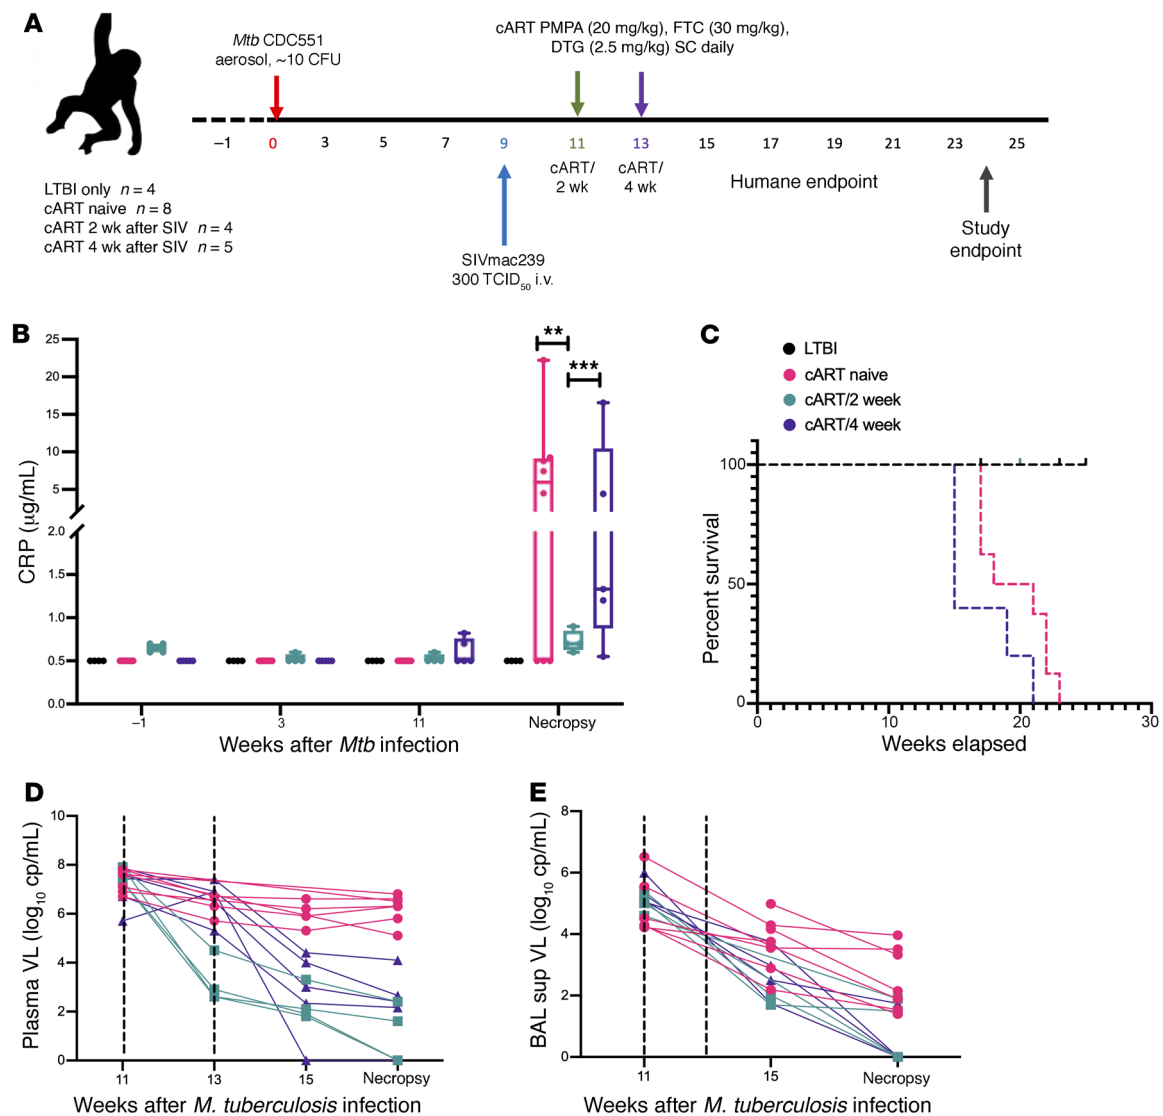 A
Mtb CDC551
aerosol, ~10 CFU
cART PMPA (20 mg/kg), FTC (30 mg/kg),
DTG (2.5 mg/kg) SC daily
–1 0 3 5 7 9 11 13 15 17 19 21 23 25
cART/
2 wk
cART/
4 wk
Humane endpoint
LTBI only n = 4
cART naive n = 8
cART 2 wk after SIV n = 4
cART 4 wk after SIV n = 5
SIVmac239
300 TCID50 i.v.
Study
endpoint
B
25
20
15
10
5
2.0
1.5
1.0
0.5
0.0
CRP (µg/mL)
**
***
–1 3 11 Necropsy
Weeks after Mtb infection
C
LTBI
cART naive
cART/2 week
cART/4 week
100
50
0
Percent survival
0 10 20 30
Weeks elapsed
D
10
8
6
4
2
0
Plasma VL (log10 cp/mL)
11 13 15 Necropsy
Weeks after M. tuberculosis infection
E
8
6
4
2
0
BAL sup VL (log10 cp/mL)
11 15 Necropsy
Weeks after M. tuberculosis infection